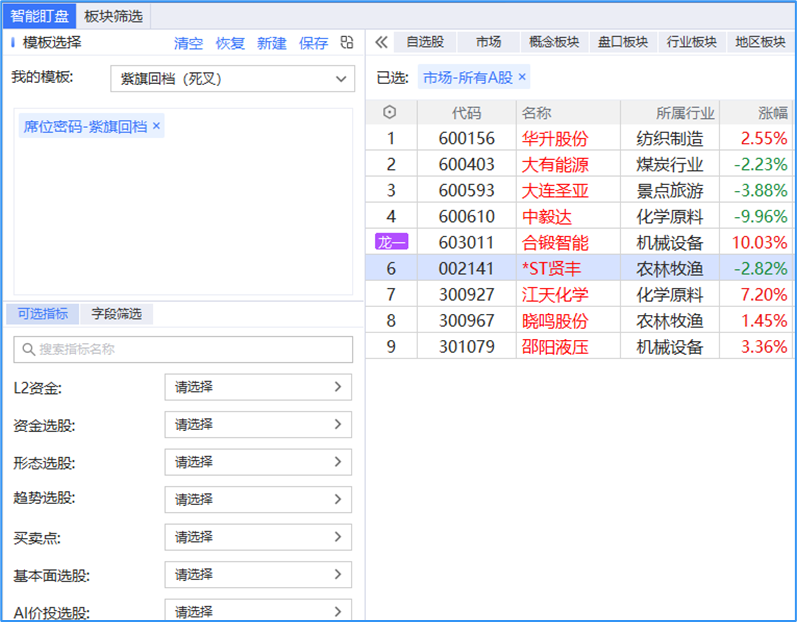 智能盯盘 板块筛选
模板选择 清空 恢复 新建 保存
我的模板: 紫旗回档（死叉）
席位密码-紫旗回档 ×
可选指标 字段筛选
搜索指标名称
L2资金: 请选择
资金选股: 请选择
形态选股: 请选择
趋势选股: 请选择
买卖点: 请选择
基本面选股: 请选择
AI价投选股: 请选择
自选股 市场 概念板块 盘口板块 行业板块 地区板块
已选: 市场-所有A股 ×
代码 名称 所属行业 涨幅
1 600156 华升股份 纺织制造 2.55%
2 600403 大有能源 煤炭行业 -2.23%
3 600593 大连圣亚 景点旅游 -3.88%
4 600610 中毅达 化学原料 -9.96%
龙一 603011 合锻智能 机械设备 10.03%
6 002141 *ST贤丰 农林牧渔 -2.82%
7 300927 江天化学 化学原料 7.20%
8 300967 晓鸣股份 农林牧渔 1.45%
9 301079 邵阳液压 机械设备 3.36%